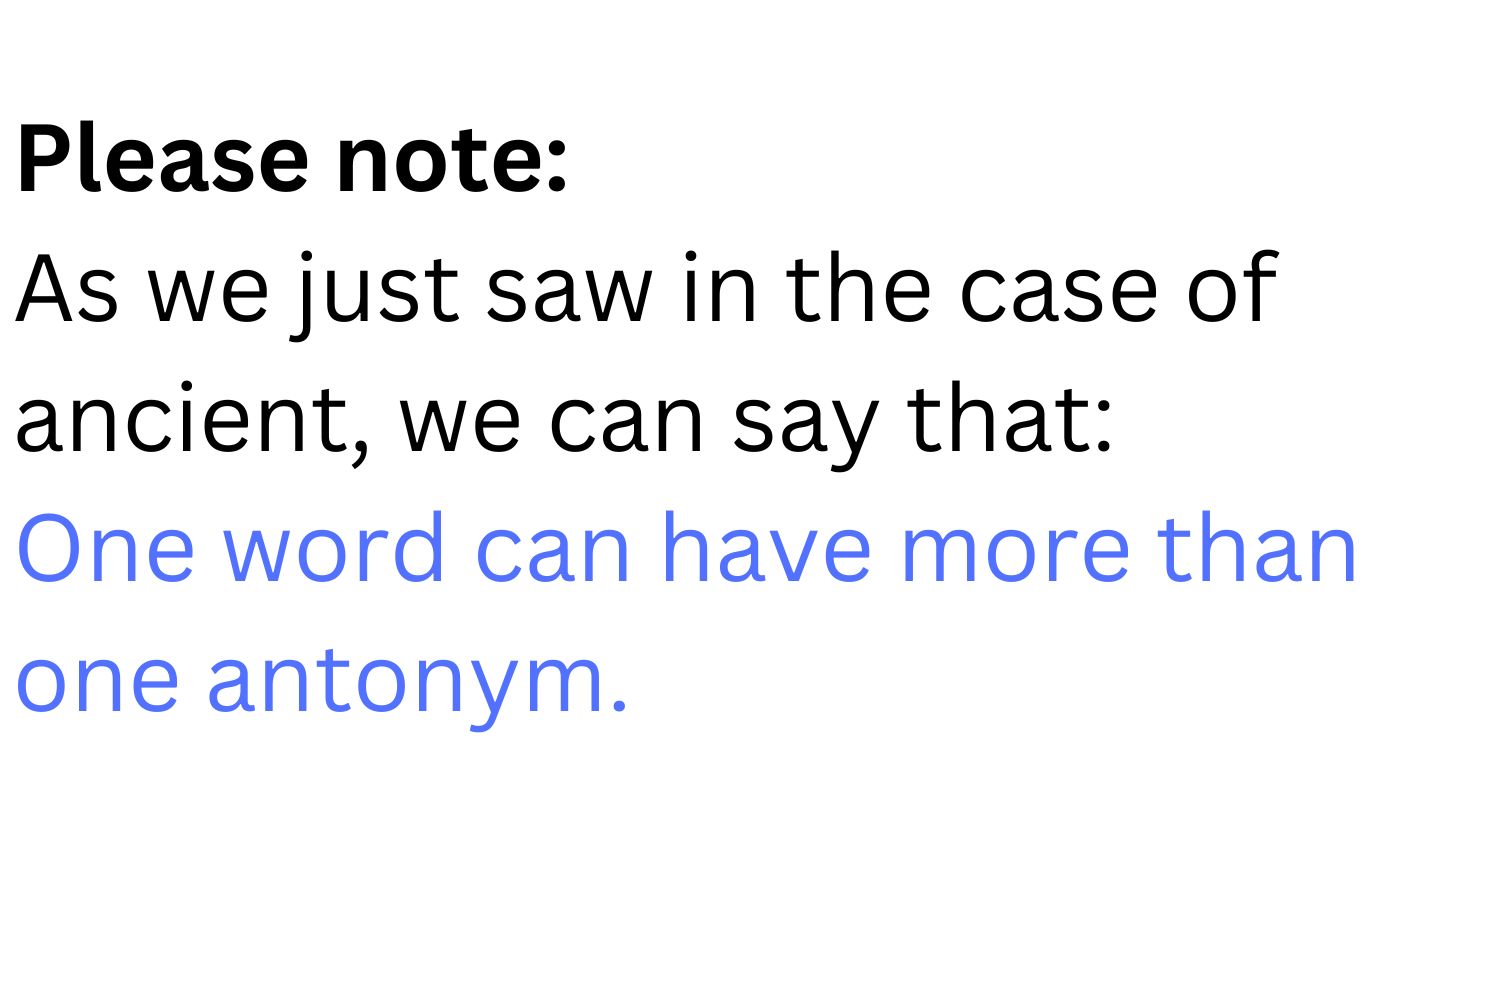 Please note:
As we just saw in the case of
ancient, we can say that:
One word can have more than
one antonym.